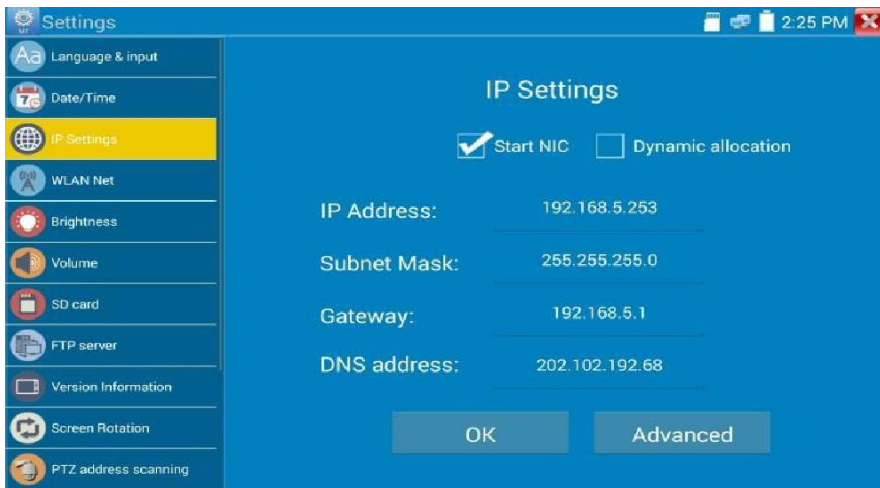 Settings
2:25 PM
Language & input
Date/Time
IP Settings
WLAN Net
Brightness
Volume
SD card
FTP server
Version Information
Screen Rotation
PTZ address scanning
IP Settings
Start NIC Dynamic allocation
IP Address: 192.168.5.253
Subnet Mask: 255.255.255.0
Gateway: 192.168.5.1
DNS address: 202.102.192.68
OK Advanced